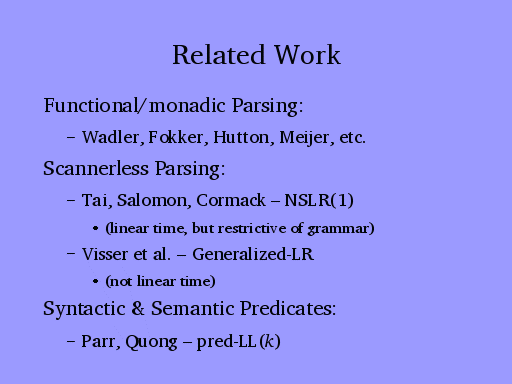 Related Work
Functional/monadic Parsing:
– Wadler, Fokker, Hutton, Meijer, etc.
Scannerless Parsing:
– Tai, Salomon, Cormack – NSLR(1)
• (linear time, but restrictive of grammar)
– Visser et al. – Generalized-LR
• (not linear time)
Syntactic & Semantic Predicates:
– Parr, Quong – pred-LL(k)